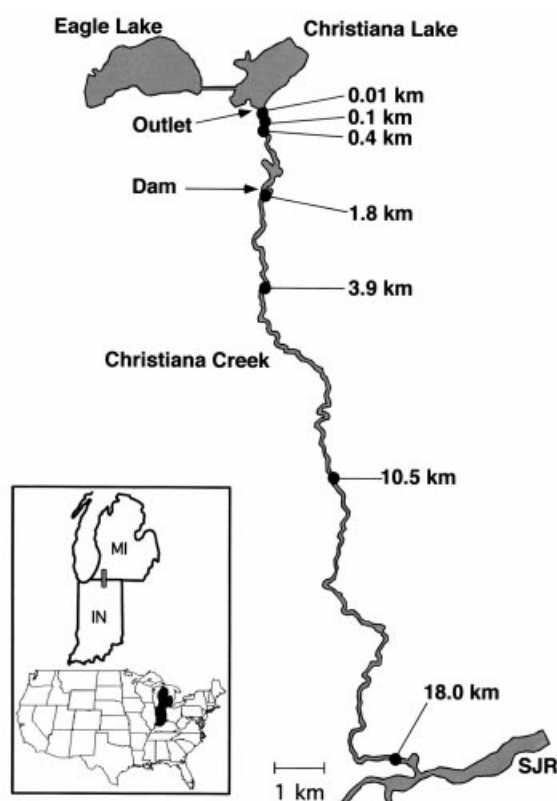 Eagle Lake
Christiana Lake
0.01 km
Outlet
0.1 km
0.4 km
Dam
1.8 km
3.9 km
Christiana Creek
10.5 km
MI
IN
18.0 km
SJR
1 km